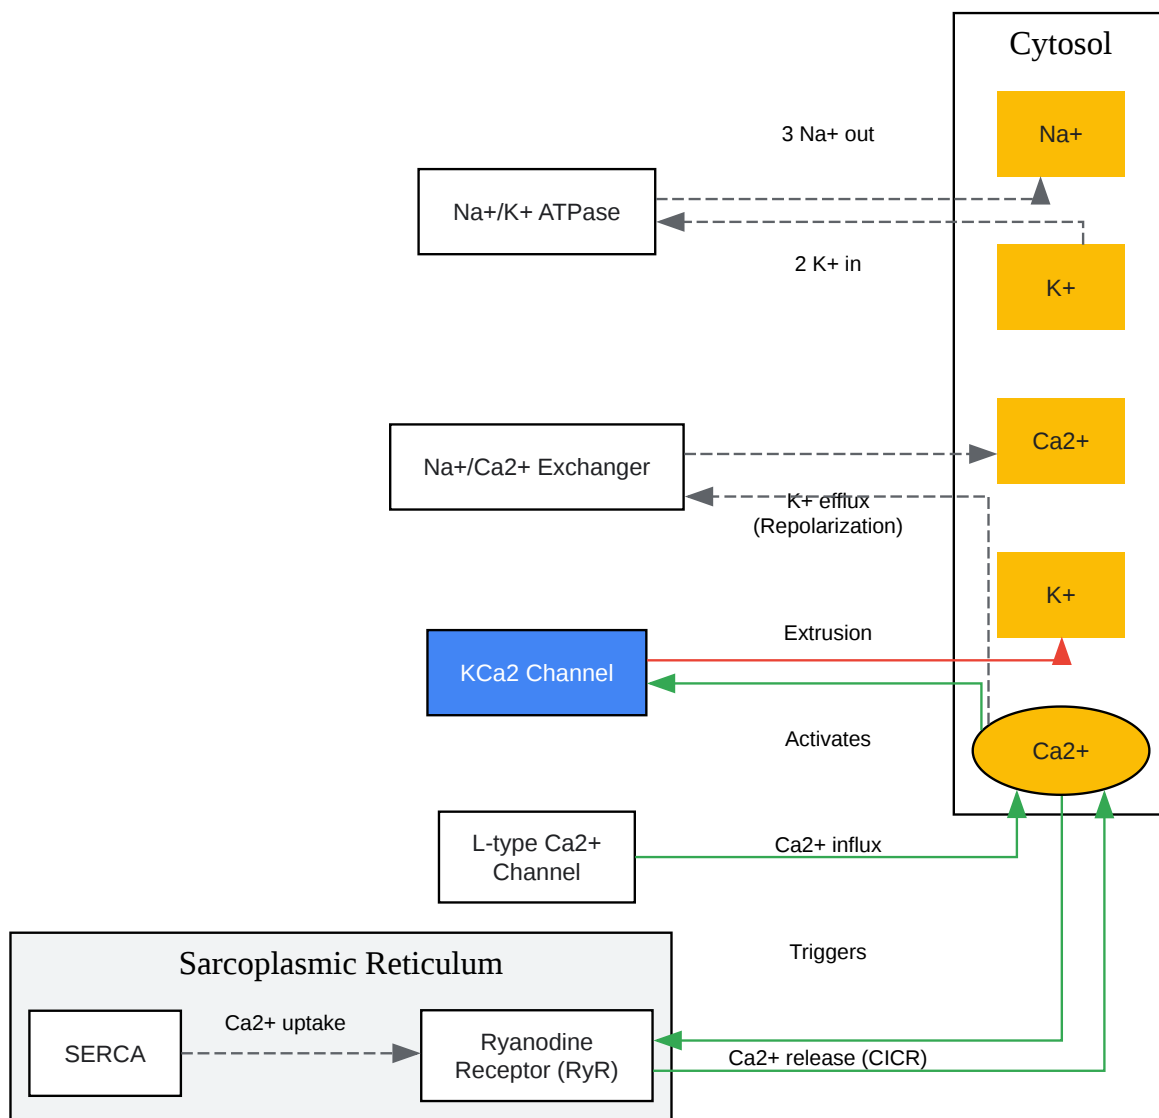 Cytosol
Na+
3 Na+ out
Na+/K+ ATPase
2 K+ in
K+
Ca2+
Na+/Ca2+ Exchanger
K+ efflux
(Repolarization)
K+
Extrusion
KCa2 Channel
Activates
Ca2+
L-type Ca2+
Channel
Ca2+ influx
Triggers
Sarcoplasmic Reticulum
Ca2+ uptake
SERCA
Ryanodine
Receptor (RyR)
Ca2+ release (CICR)